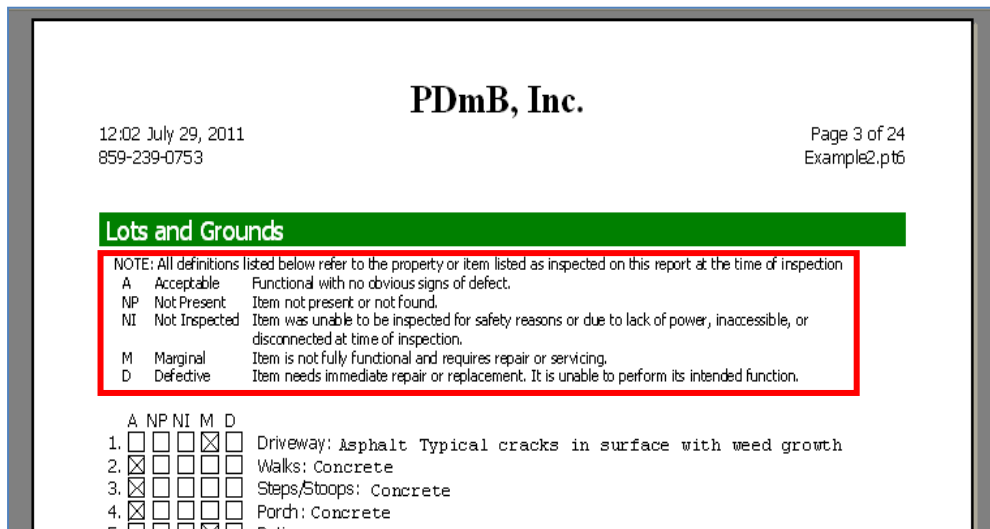 PDmB, Inc.
12:02 July 29, 2011 Page 3 of 24
859-239-0753 Example2.pt6
Lots and Grounds
NOTE: All definitions listed below refer to the property or item listed as inspected on this report at the time of inspection
A Acceptable Functional with no obvious signs of defect.
NP Not Present Item not present or not found.
NI Not Inspected Item was unable to be inspected for safety reasons or due to lack of power, inaccessible, or
disconnected at time of inspection.
M Marginal Item is not fully functional and requires repair or servicing.
D Defective Item needs immediate repair or replacement. It is unable to perform its intended function.
A NP NI M D
1. Driveway: Asphalt Typical cracks in surface with weed growth
2. Walks: Concrete
3. Steps/Stoops: Concrete
4. Porch: Concrete